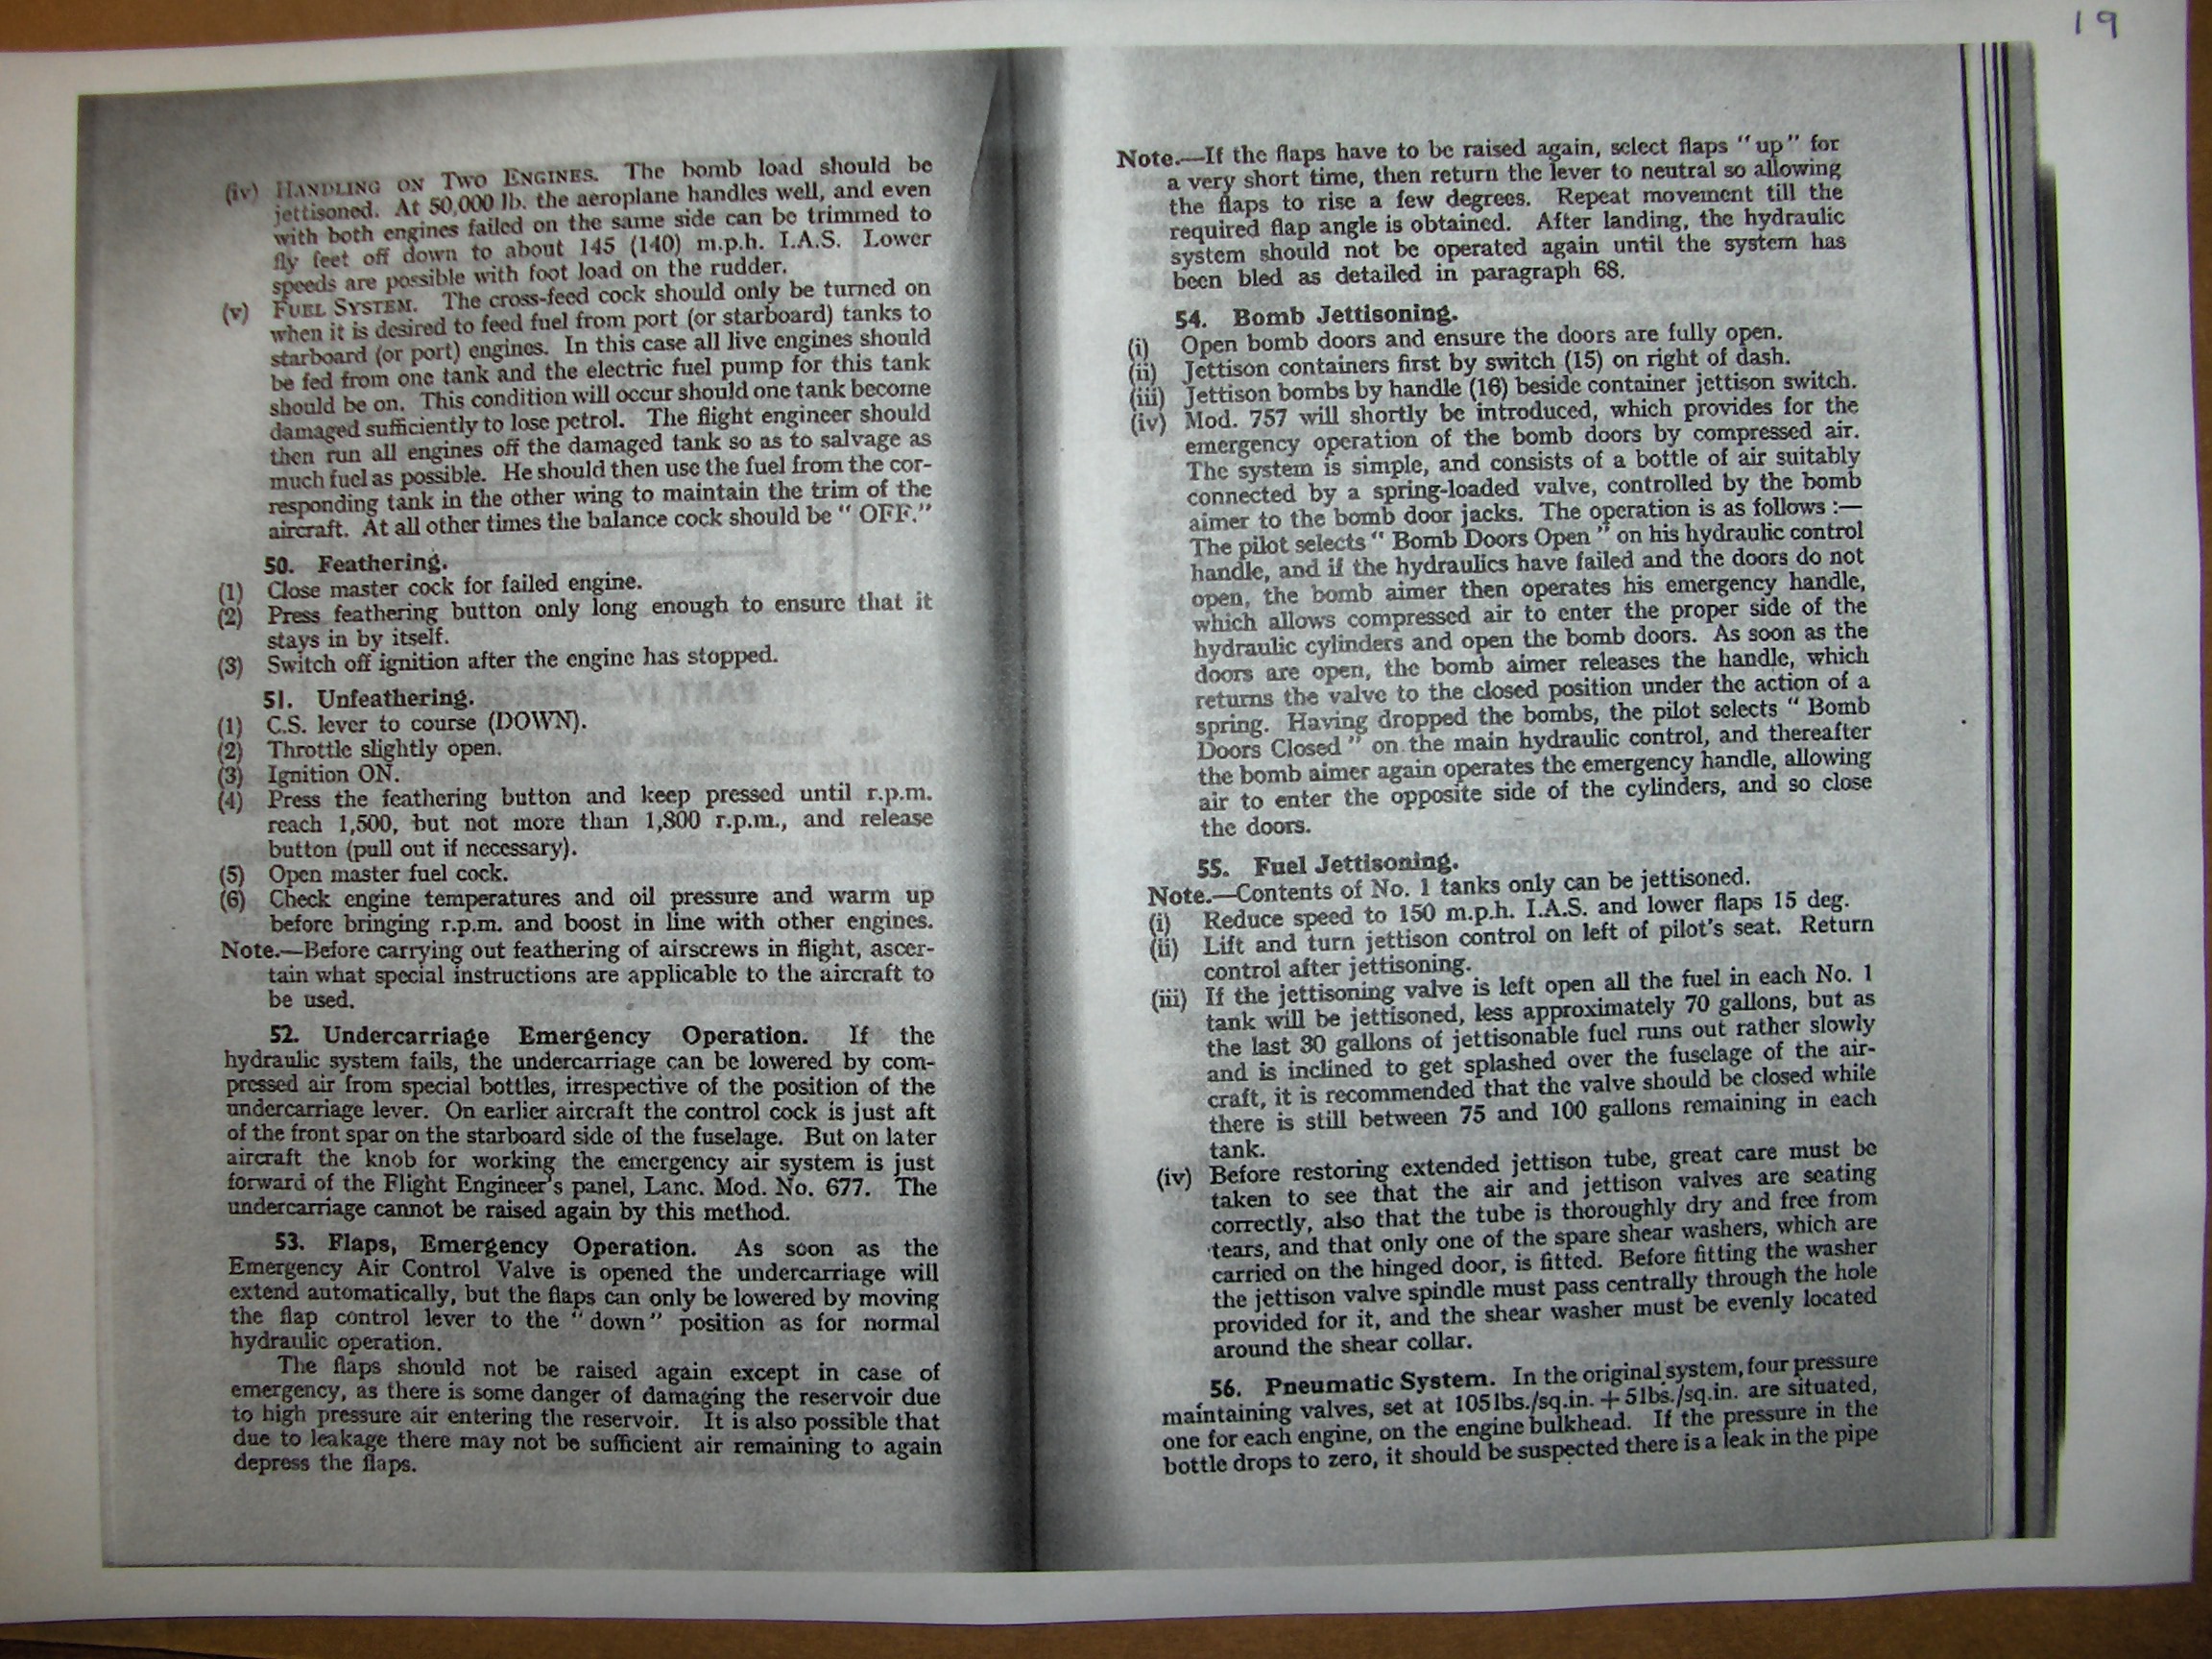 19
(iv) HANDLING ON TWO ENGINES. The bomb load should be
jettisoned. At 50,000 lb. the aeroplane handles well, and even
with both engines failed on the same side can be trimmed to
fly feet off down to about 145 (140) m.p.h. I.A.S. Lower
speeds are possible with foot load on the rudder.
(v) FUEL SYSTEM. The cross-feed cock should only be turned on
when it is desired to feed fuel from port (or starboard) tanks to
starboard (or port) engines. In this case all live engines should
be fed from one tank and the electric fuel pump for this tank
should be on. This condition will occur should one tank become
damaged sufficiently to lose petrol. The flight engineer should
then run all engines off the damaged tank so as to salvage as
much fuel as possible. He should then use the fuel from the cor-
responding tank in the other wing to maintain the trim of the
aircraft. At all other times the balance cock should be "OFF."
50. Feathering.
(1) Close master cock for failed engine.
(2) Press feathering button only long enough to ensure that it
stays in by itself.
(3) Switch off ignition after the engine has stopped.
51. Unfeathering.
(1) C.S. lever to course (DOWN).
(2) Throttle slightly open.
(3) Ignition ON.
(4) Press the feathering button and keep pressed until r.p.m.
reach 1,500, but not more than 1,800 r.p.m., and release
button (pull out if necessary).
(5) Open master fuel cock.
(6) Check engine temperatures and oil pressure and warm up
before bringing r.p.m. and boost in line with other engines.
Note.—Before carrying out feathering of airscrews in flight, ascer-
tain what special instructions are applicable to the aircraft to
be used.
52. Undercarriage Emergency Operation. If the
hydraulic system fails, the undercarriage can be lowered by com-
pressed air from special bottles, irrespective of the position of the
undercarriage lever. On earlier aircraft the control cock is just aft
of the front spar on the starboard side of the fuselage. But on later
aircraft the knob for working the emergency air system is just
forward of the Flight Engineer's panel, Lanc. Mod. No. 677. The
undercarriage cannot be raised again by this method.
53. Flaps, Emergency Operation. As soon as the
Emergency Air Control Valve is opened the undercarriage will
extend automatically, but the flaps can only be lowered by moving
the flap control lever to the "down" position as for normal
hydraulic operation.
The flaps should not be raised again except in case of
emergency, as there is some danger of damaging the reservoir due
to high pressure air entering the reservoir. It is also possible that
due to leakage there may not be sufficient air remaining to again
depress the flaps.
Note.—If the flaps have to be raised again, select flaps "up" for
a very short time, then return the lever to neutral so allowing
the flaps to rise a few degrees. Repeat movement till the
required flap angle is obtained. After landing, the hydraulic
system should not be operated again until the system has
been bled as detailed in paragraph 68.
54. Bomb Jettisoning.
(i) Open bomb doors and ensure the doors are fully open.
(ii) Jettison containers first by switch (15) on right of dash.
(iii) Jettison bombs by handle (16) beside container jettison switch.
(iv) Mod. 757 will shortly be introduced, which provides for the
emergency operation of the bomb doors by compressed air.
The system is simple, and consists of a bottle of air suitably
connected by a spring-loaded valve, controlled by the bomb
aimer to the bomb door jacks. The operation is as follows :—
The pilot selects "Bomb Doors Open" on his hydraulic control
handle, and if the hydraulics have failed and the doors do not
open, the bomb aimer then operates his emergency handle,
which allows compressed air to enter the proper side of the
hydraulic cylinders and open the bomb doors. As soon as the
doors are open, the bomb aimer releases the handle, which
returns the valve to the closed position under the action of a
spring. Having dropped the bombs, the pilot selects "Bomb
Doors Closed" on the main hydraulic control, and thereafter
the bomb aimer again operates the emergency handle, allowing
air to enter the opposite side of the cylinders, and so close
the doors.
55. Fuel Jettisoning.
Note.—Contents of No. 1 tanks only can be jettisoned.
(i) Reduce speed to 150 m.p.h. I.A.S. and lower flaps 15 deg.
(ii) Lift and turn jettison control on left of pilot's seat. Return
control after jettisoning.
(iii) If the jettisoning valve is left open all the fuel in each No. 1
tank will be jettisoned, less approximately 70 gallons, but as
the last 30 gallons of jettisonable fuel runs out rather slowly
and is inclined to get splashed over the fuselage of the air-
craft, it is recommended that the valve should be closed while
there is still between 75 and 100 gallons remaining in each
tank.
(iv) Before restoring extended jettison tube, great care must be
taken to see that the air and jettison valves are seating
correctly, also that the tube is thoroughly dry and free from
tears, and that only one of the spare shear washers, which are
carried on the hinged door, is fitted. Before fitting the washer
the jettison valve spindle must pass centrally through the hole
provided for it, and the shear washer must be evenly located
around the shear collar.
56. Pneumatic System. In the original system, four pressure
maintaining valves, set at 105 lbs./sq.in. + 5 lbs./sq.in. are situated,
one for each engine, on the engine bulkhead. If the pressure in the
bottle drops to zero, it should be suspected there is a leak in the pipe